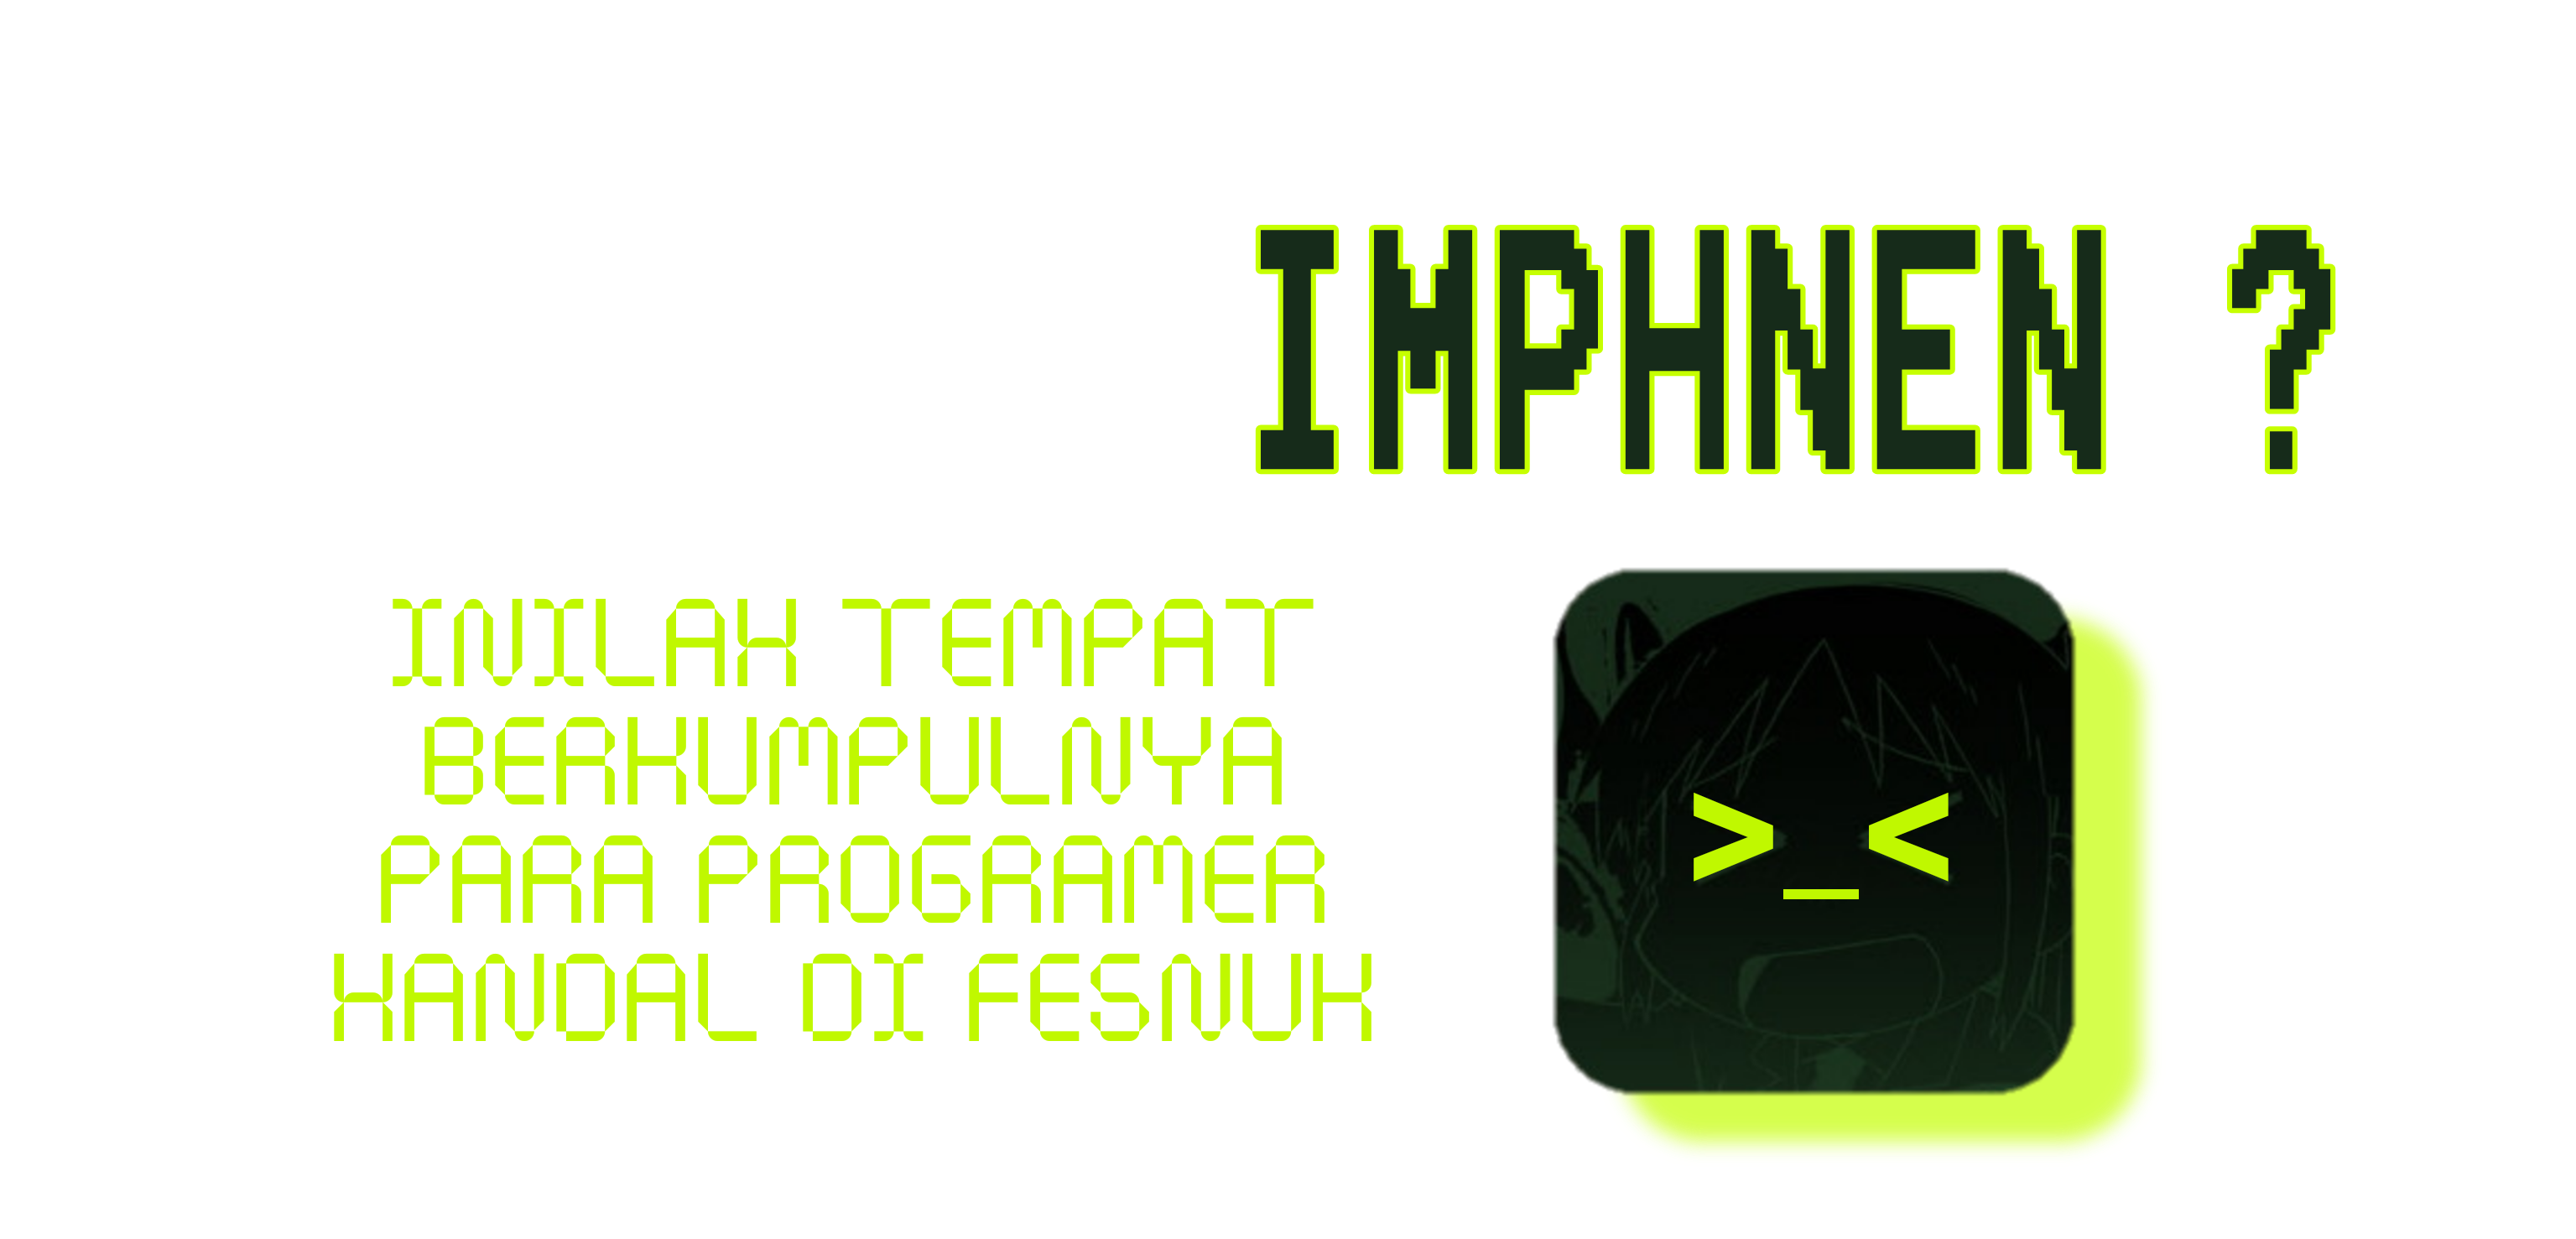 IMPHNEN ?
INILAH TEMPAT
BERKUMPULNYA
PARA PROGRAMER
HANDAL DI FESNUK
>_<